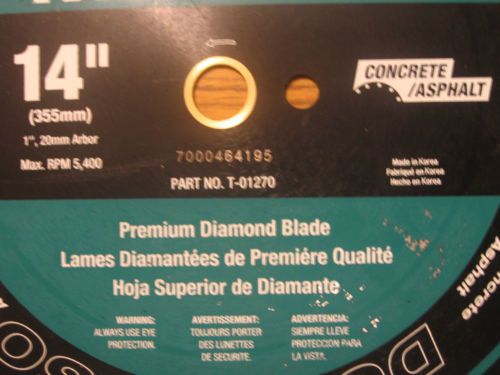 14"
(355mm)
1", 20mm Arbor
Max. RPM 5,400
CONCRETE
/ASPHALT
7000464195
PART NO. T-01270
Made in Korea
Fabriqué en Korea
Hecho en Korea
Premium Diamond Blade
Lames Diamantées de Premiére Qualité
Hoja Superior de Diamante
WARNING:
ALWAYS USE EYE
PROTECTION.
AVERTISSEMENT:
TOUJOURS PORTER
DES LUNETTES
DE SECURITE.
ADVERTENCIA:
SIEMPRE LLEVE
PROTECCION PARA
LA VISTA.
Asphalt